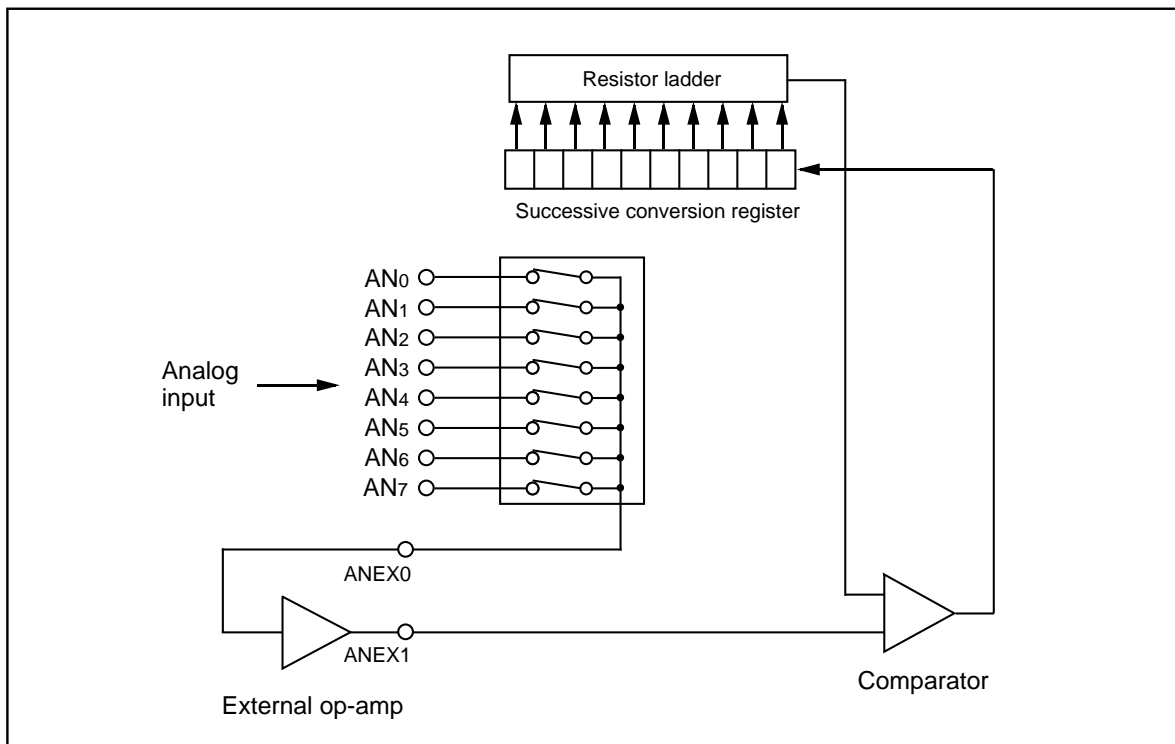 Resistor ladder
Successive conversion register
AN0
AN1
AN2
AN3
AN4
AN5
AN6
AN7
Analog
input
ANEX0
ANEX1
External op-amp
Comparator